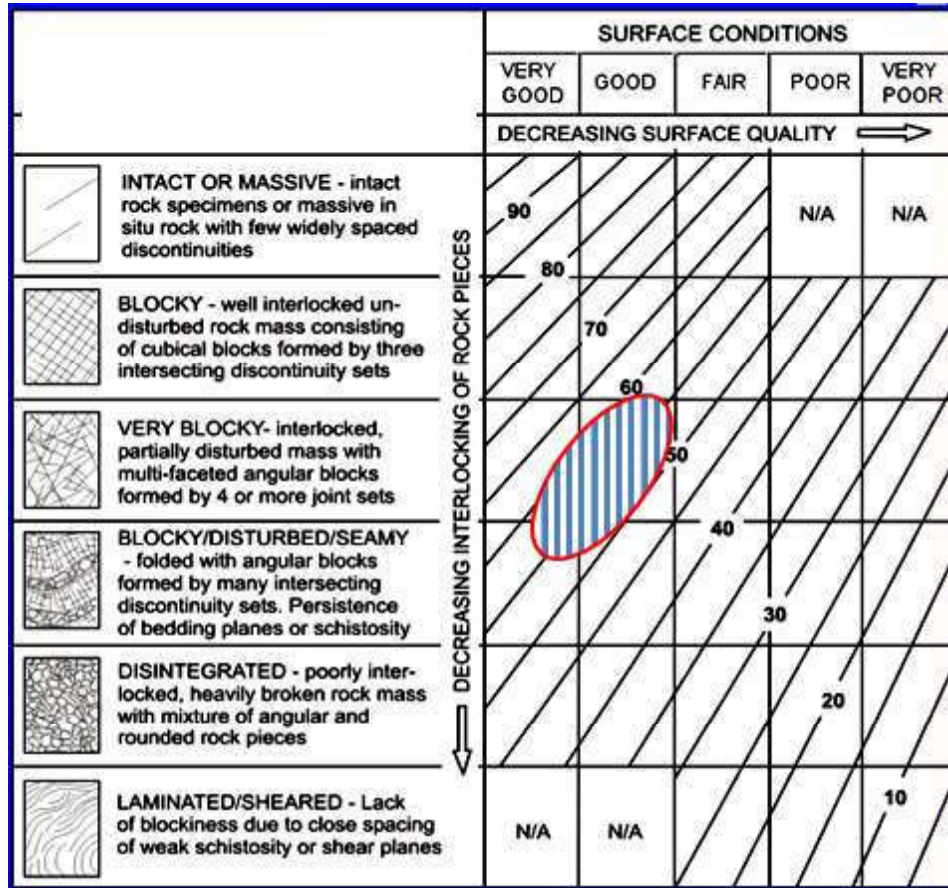 SURFACE CONDITIONS
VERY GOOD
GOOD
FAIR
POOR
VERY POOR
DECREASING SURFACE QUALITY
DECREASING INTERLOCKING OF ROCK PIECES
INTACT OR MASSIVE - intact
rock specimens or massive in
situ rock with few widely spaced
discontinuities
90
80
N/A
N/A
BLOCKY - well interlocked un-
disturbed rock mass consisting
of cubical blocks formed by three
intersecting discontinuity sets
70
60
VERY BLOCKY- interlocked,
partially disturbed mass with
multi-faceted angular blocks
formed by 4 or more joint sets
50
BLOCKY/DISTURBED/SEAMY
- folded with angular blocks
formed by many intersecting
discontinuity sets. Persistence
of bedding planes or schistosity
40
30
DISINTEGRATED - poorly inter-
locked, heavily broken rock mass
with mixture of angular and
rounded rock pieces
20
LAMINATED/SHEARED - Lack
of blockiness due to close spacing
of weak schistosity or shear planes
N/A
N/A
10